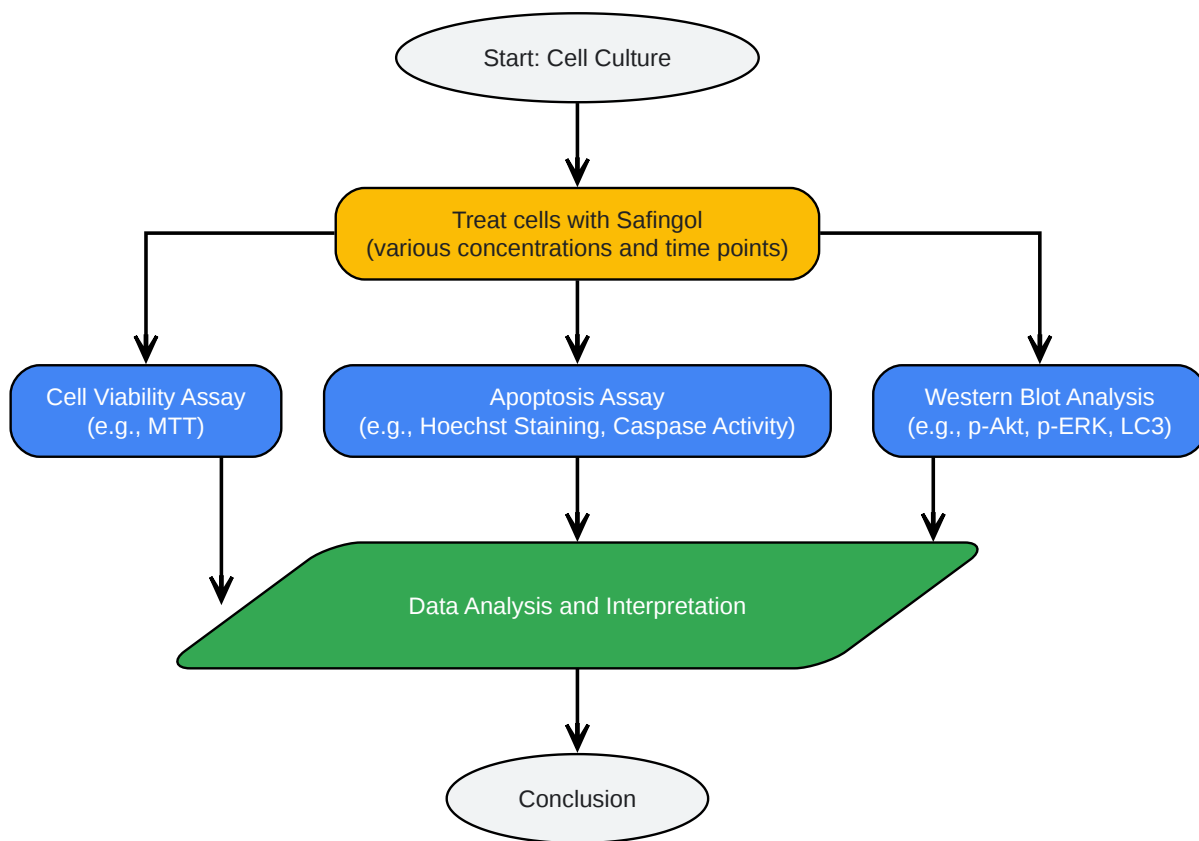 Start: Cell Culture
Treat cells with Safingol
(various concentrations and time points)
Cell Viability Assay
(e.g., MTT)
Apoptosis Assay
(e.g., Hoechst Staining, Caspase Activity)
Western Blot Analysis
(e.g., p-Akt, p-ERK, LC3)
Data Analysis and Interpretation
Conclusion